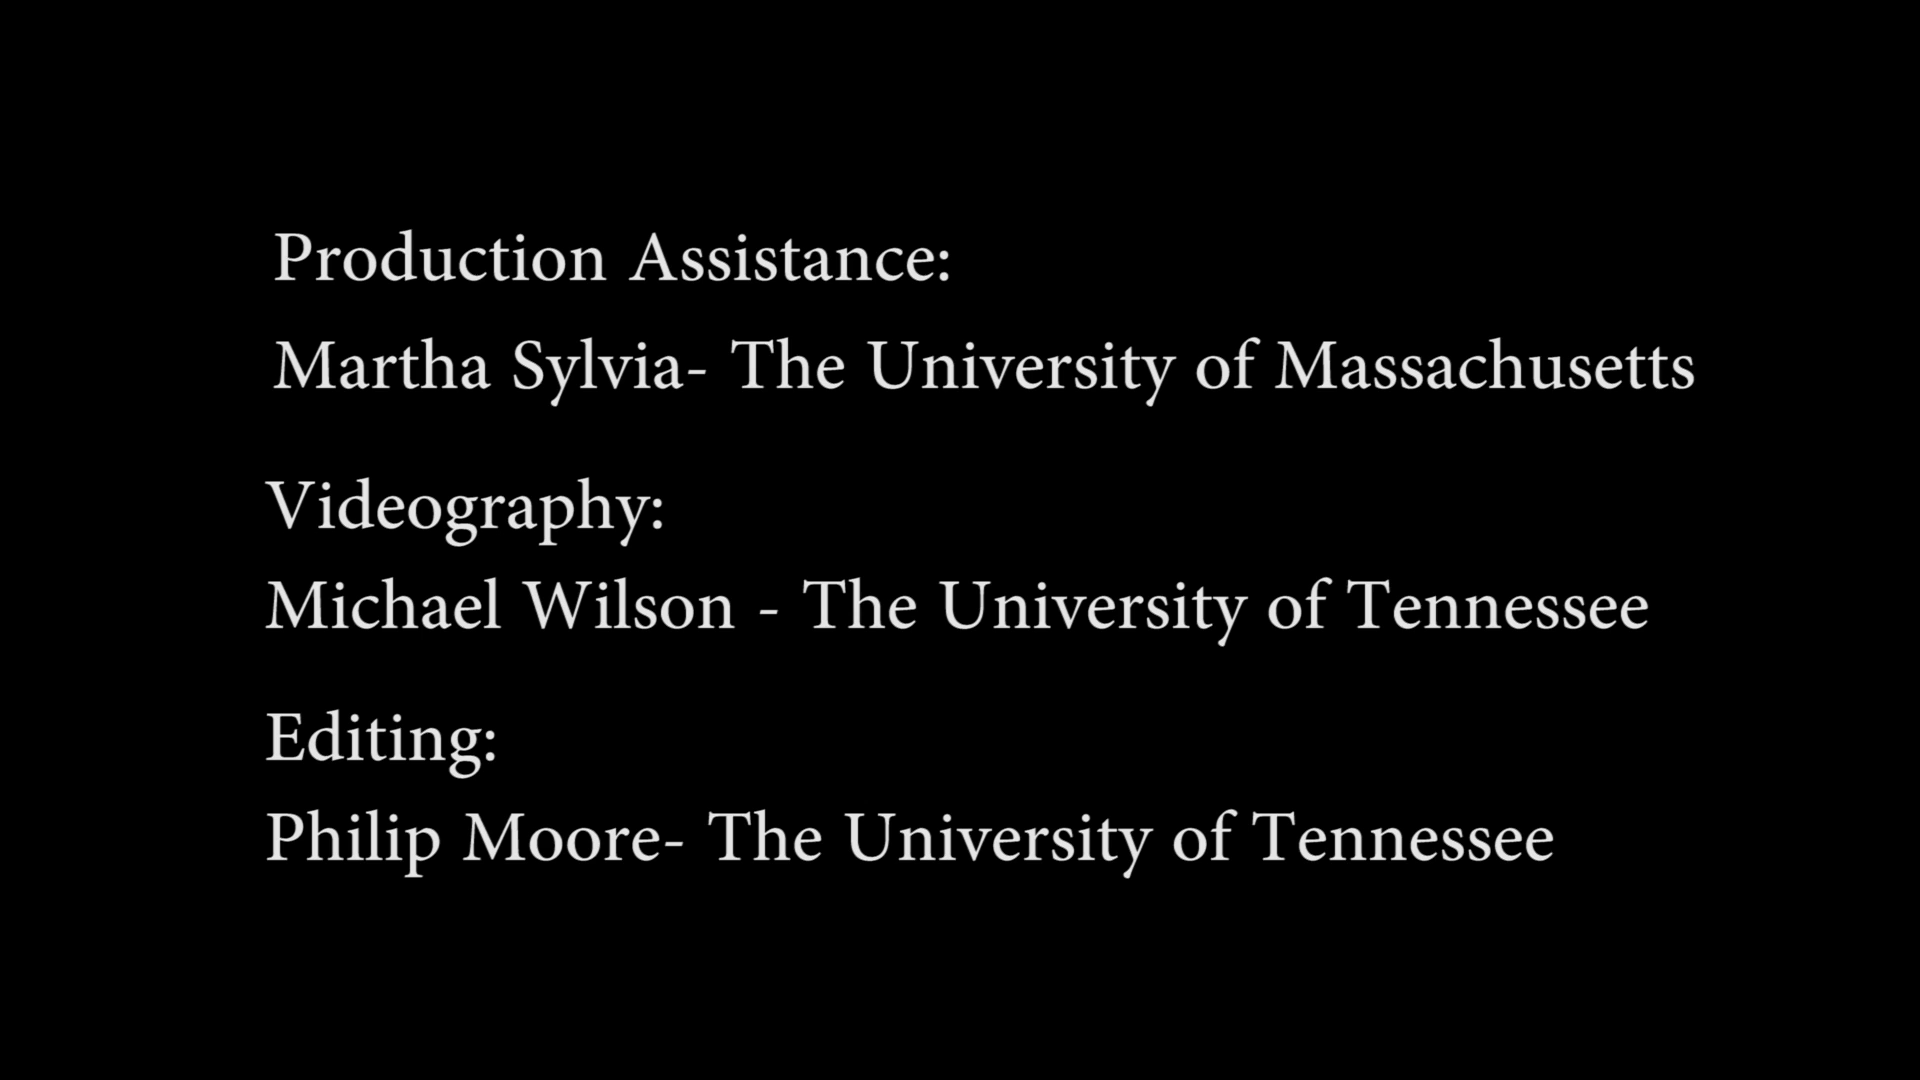 Production Assistance:
Martha Sylvia- The University of Massachusetts
Videography:
Michael Wilson - The University of Tennessee
Editing:
Philip Moore- The University of Tennessee